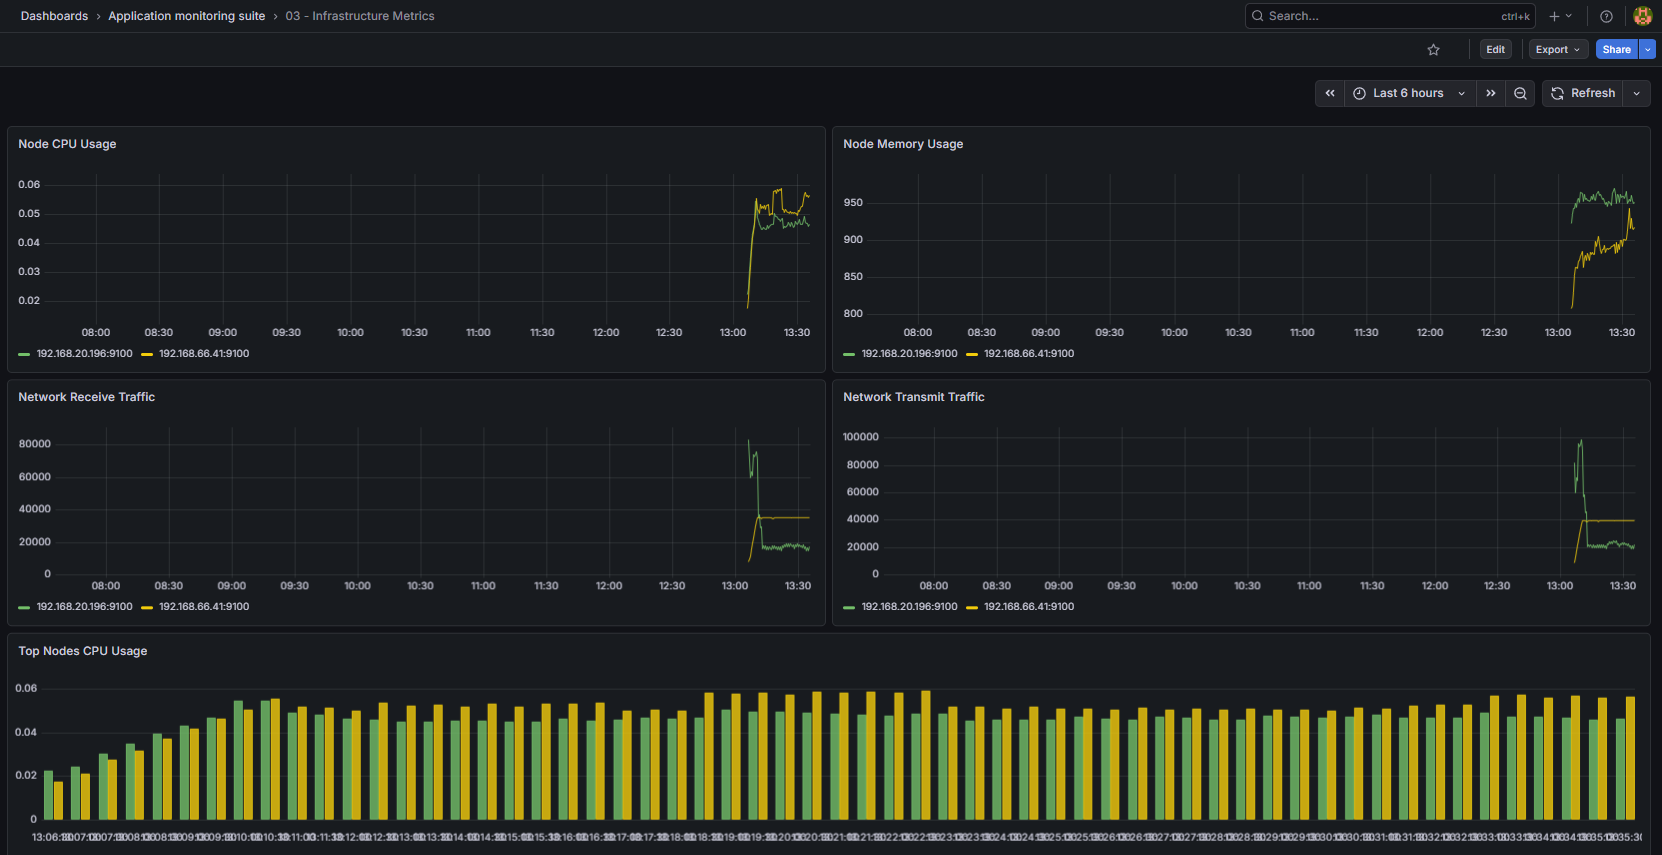 Dashboards › Application monitoring suite › 03 - Infrastructure Metrics
Search... ctrl+k
Edit Export Share
Last 6 hours Refresh
Node CPU Usage
0.06
0.05
0.04
0.03
0.02
08:00 08:30 09:00 09:30 10:00 10:30 11:00 11:30 12:00 12:30 13:00 13:30
192.168.20.196:9100 192.168.66.41:9100
Node Memory Usage
950
900
850
800
08:00 08:30 09:00 09:30 10:00 10:30 11:00 11:30 12:00 12:30 13:00 13:30
192.168.20.196:9100 192.168.66.41:9100
Network Receive Traffic
80000
60000
40000
20000
0
08:00 08:30 09:00 09:30 10:00 10:30 11:00 11:30 12:00 12:30 13:00 13:30
192.168.20.196:9100 192.168.66.41:9100
Network Transmit Traffic
100000
80000
60000
40000
20000
0
08:00 08:30 09:00 09:30 10:00 10:30 11:00 11:30 12:00 12:30 13:00 13:30
192.168.20.196:9100 192.168.66.41:9100
Top Nodes CPU Usage
0.06
0.04
0.02
0